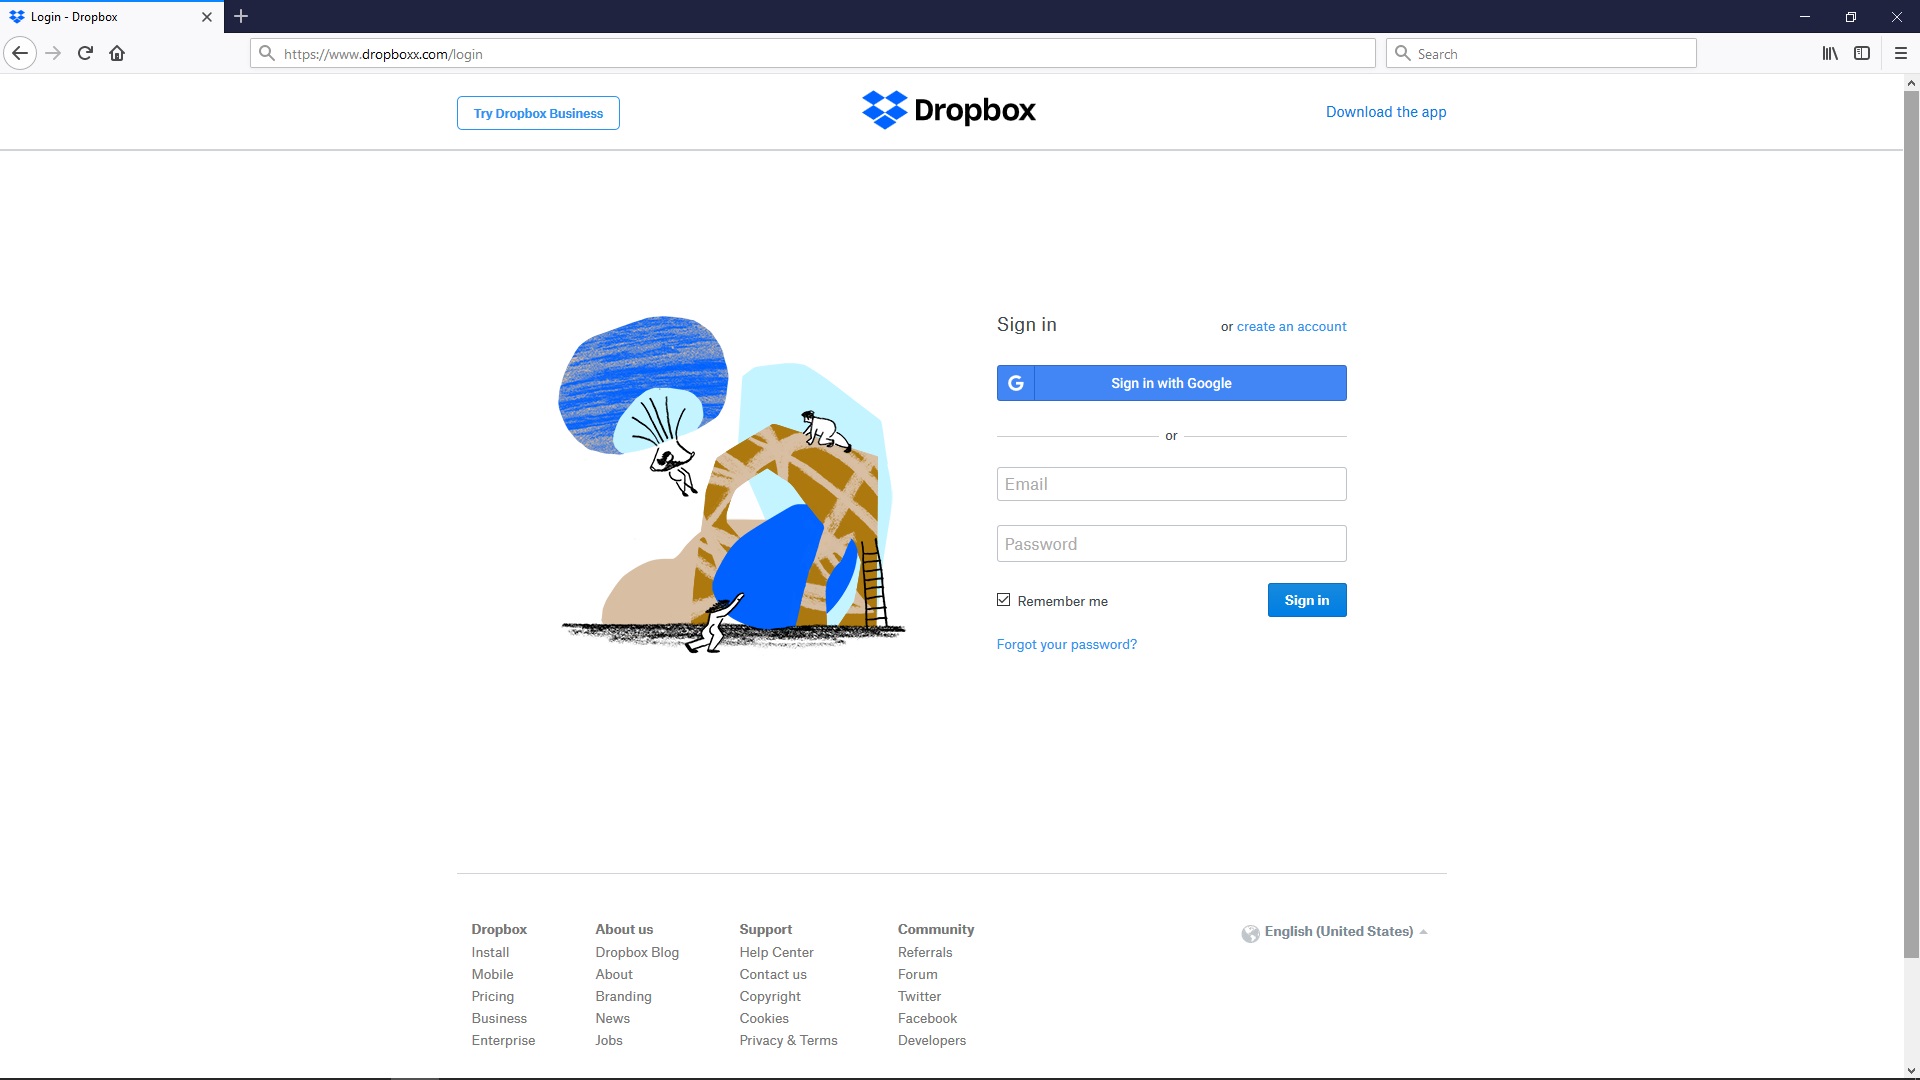 Login - Dropbox
https://www.dropboxx.com/login
Search
Try Dropbox Business
Dropbox
Download the app
Sign in
or create an account
G
Sign in with Google
or
Email
Password
Remember me
Sign in
Forgot your password?
Dropbox
Install
Mobile
Pricing
Business
Enterprise
About us
Dropbox Blog
About
Branding
News
Jobs
Support
Help Center
Contact us
Copyright
Cookies
Privacy & Terms
Community
Referrals
Forum
Twitter
Facebook
Developers
English (United States)